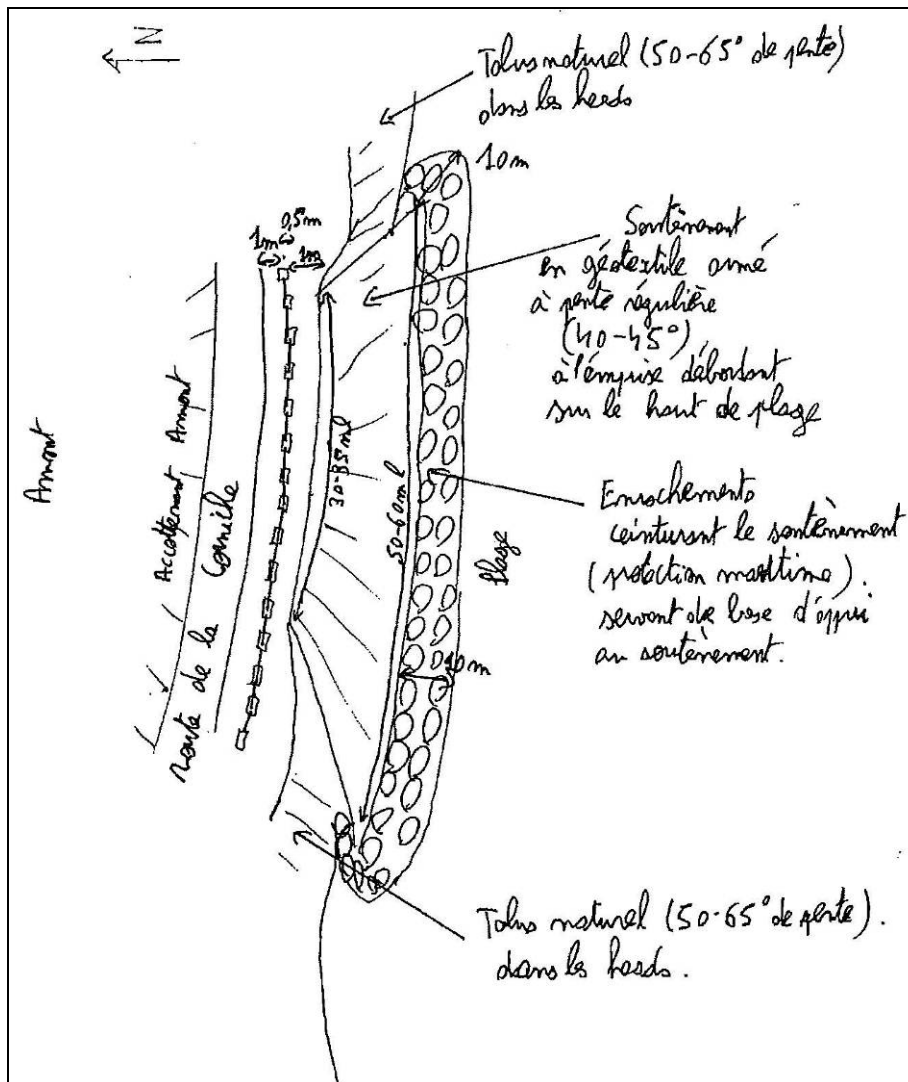 N
Talus naturel (50-65° de pente)
dans les heads
10m
0,5m
1m
1m
Soutènement
en géotextile armé
à pente régulière
(40-45°)
à l'emprise débordant
sur le haut de plage
Amont
Accottement Amont
Route de la Corniche
30-35ml
50-60ml
Plage
Enrochements
ceinturant le soutènement
(protection maritime).
servant de base d'appui
au soutènement.
10m
Talus naturel (50-65° de pente).
dans les heads.